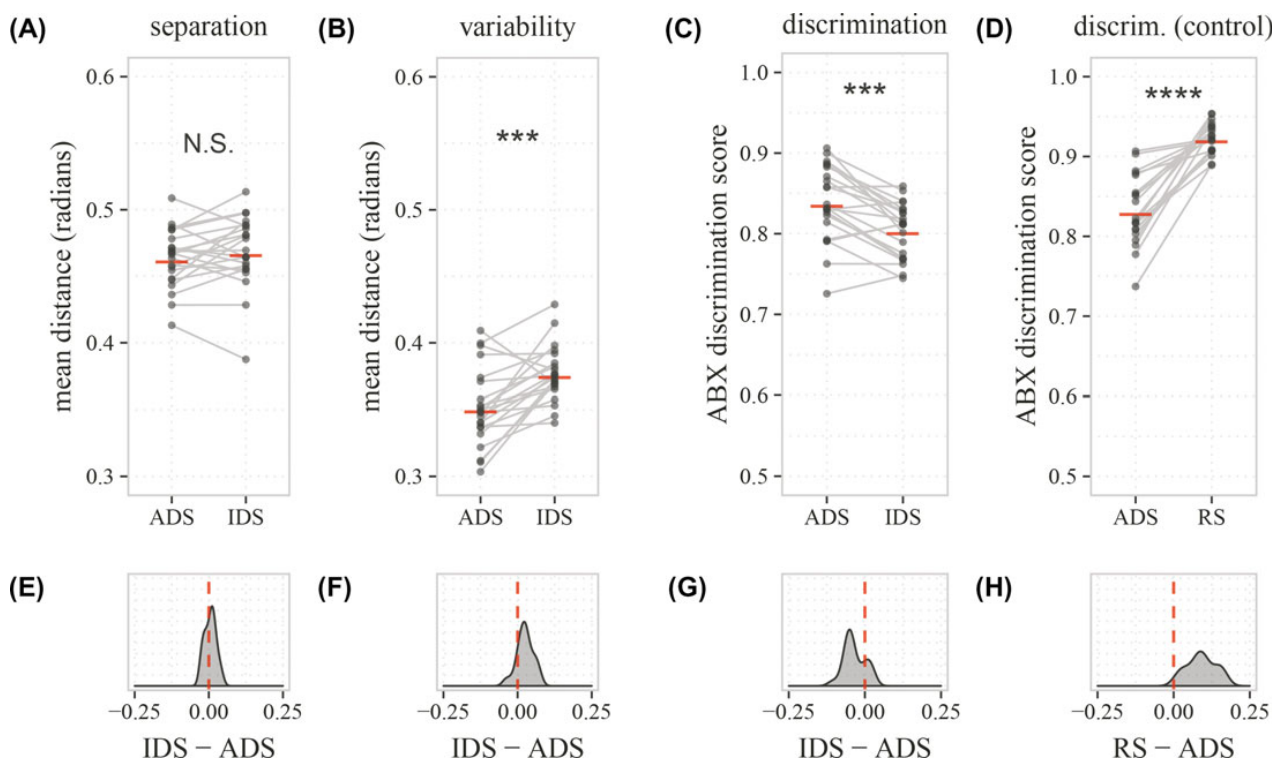 (A) separation
mean distance (radians)
0.6
0.5
0.4
0.3
N.S.
ADS IDS
(B) variability
mean distance (radians)
0.6
0.5
0.4
0.3
***
ADS IDS
(C) discrimination
ABX discrimination score
1.0
0.9
0.8
0.7
0.6
0.5
***
ADS IDS
(D) discrim. (control)
ABX discrimination score
1.0
0.9
0.8
0.7
0.6
0.5
****
ADS RS
(E)
−0.25 0.00 0.25
IDS − ADS
(F)
−0.25 0.00 0.25
IDS − ADS
(G)
−0.25 0.00 0.25
IDS − ADS
(H)
−0.25 0.00 0.25
RS − ADS